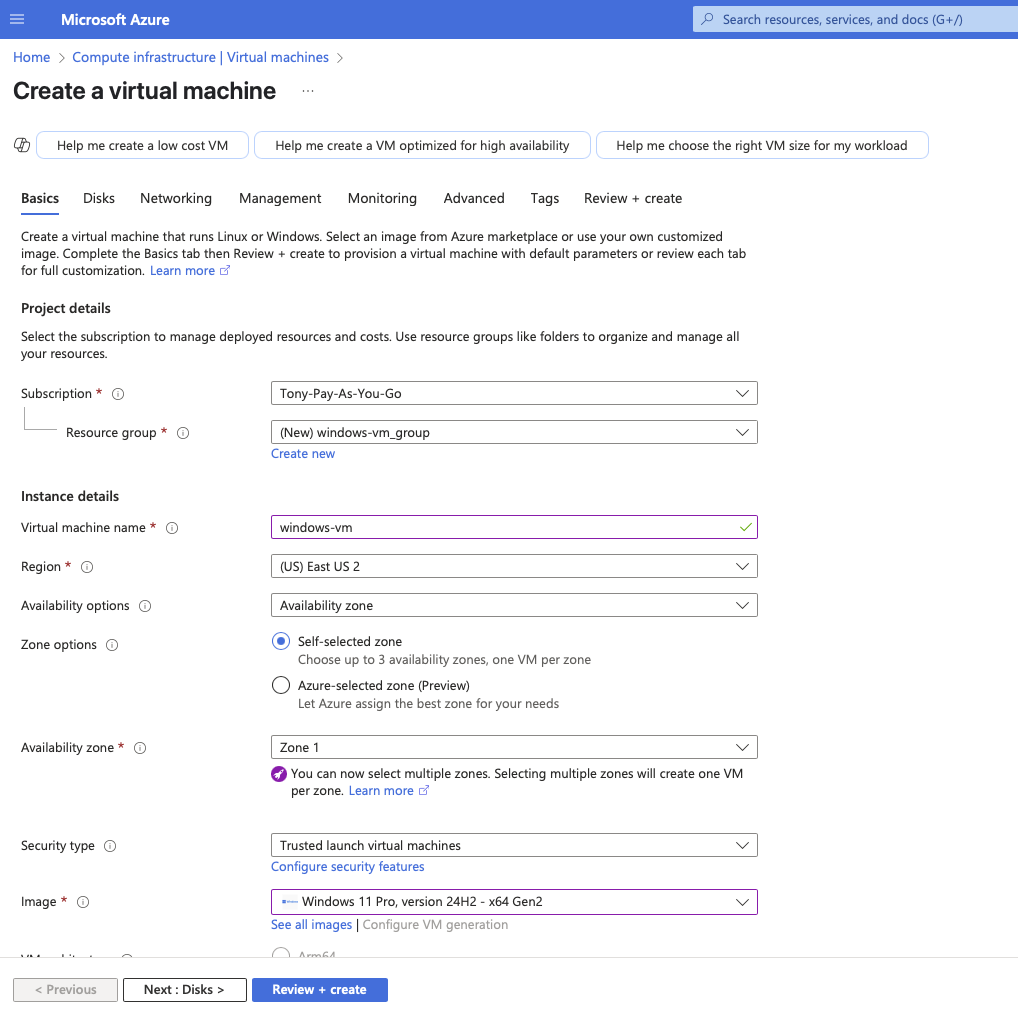 Microsoft Azure
Search resources, services, and docs (G+/)
Home > Compute infrastructure | Virtual machines >
Create a virtual machine ...
Help me create a low cost VM
Help me create a VM optimized for high availability
Help me choose the right VM size for my workload
Basics Disks Networking Management Monitoring Advanced Tags Review + create
Create a virtual machine that runs Linux or Windows. Select an image from Azure marketplace or use your own customized
image. Complete the Basics tab then Review + create to provision a virtual machine with default parameters or review each tab
for full customization. Learn more
Project details
Select the subscription to manage deployed resources and costs. Use resource groups like folders to organize and manage all
your resources.
Subscription *
Tony-Pay-As-You-Go
Resource group *
(New) windows-vm_group
Create new
Instance details
Virtual machine name *
windows-vm
Region *
(US) East US 2
Availability options
Availability zone
Zone options
Self-selected zone
Choose up to 3 availability zones, one VM per zone
Azure-selected zone (Preview)
Let Azure assign the best zone for your needs
Availability zone *
Zone 1
You can now select multiple zones. Selecting multiple zones will create one VM
per zone. Learn more
Security type
Trusted launch virtual machines
Configure security features
Image *
Windows 11 Pro, version 24H2 - x64 Gen2
See all images | Configure VM generation
Arm64
< Previous
Next : Disks >
Review + create